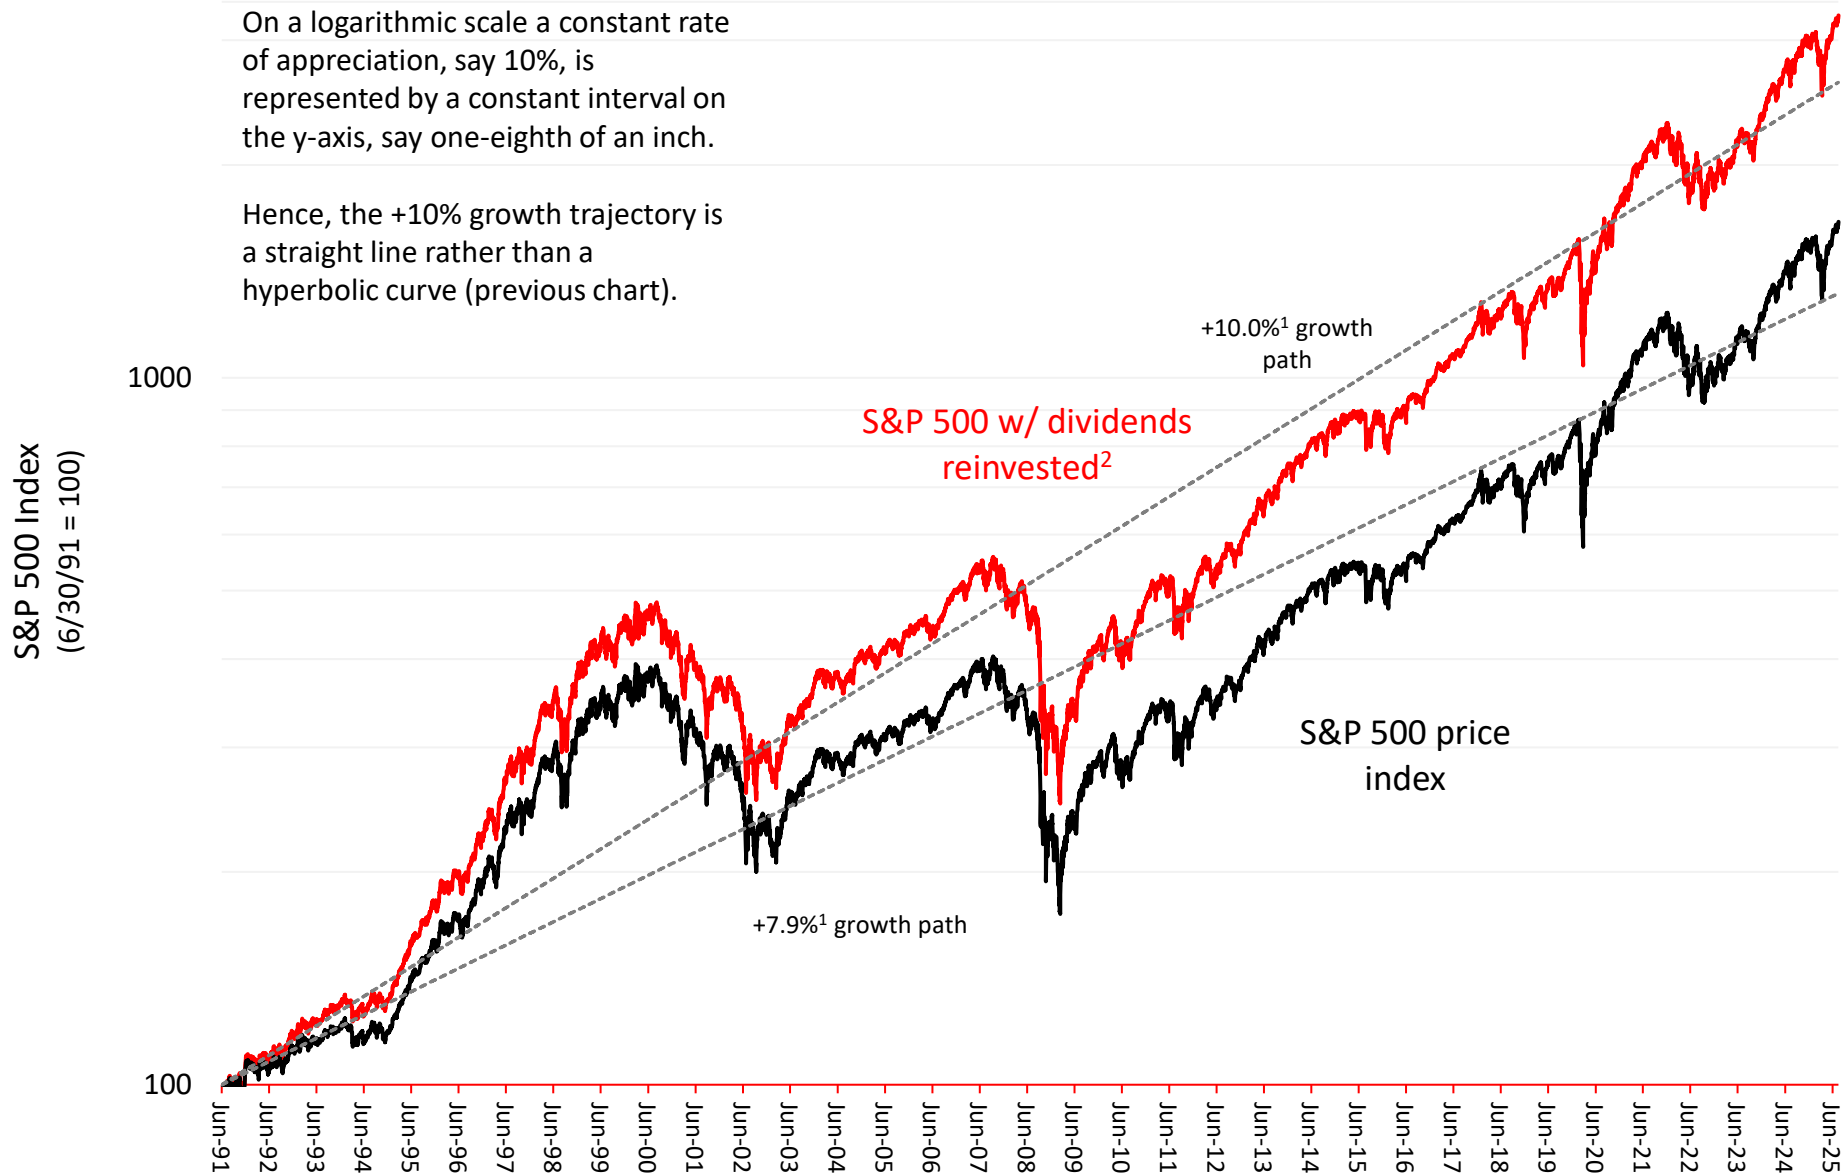 On a logarithmic scale a constant rate
of appreciation, say 10%, is
represented by a constant interval on
the y-axis, say one-eighth of an inch.
Hence, the +10% growth trajectory is
a straight line rather than a
hyperbolic curve (previous chart).
+10.0%¹ growth
path
1000
S&P 500 w/ dividends
reinvested²
S&P 500 Index
(6/30/91 = 100)
S&P 500 price
index
+7.9%¹ growth path
100
Jun-91
Jun-92
Jun-93
Jun-94
Jun-95
Jun-96
Jun-97
Jun-98
Jun-99
Jun-00
Jun-01
Jun-02
Jun-03
Jun-04
Jun-05
Jun-06
Jun-07
Jun-08
Jun-09
Jun-10
Jun-11
Jun-12
Jun-13
Jun-14
Jun-15
Jun-16
Jun-17
Jun-18
Jun-19
Jun-20
Jun-21
Jun-22
Jun-23
Jun-24
Jun-25